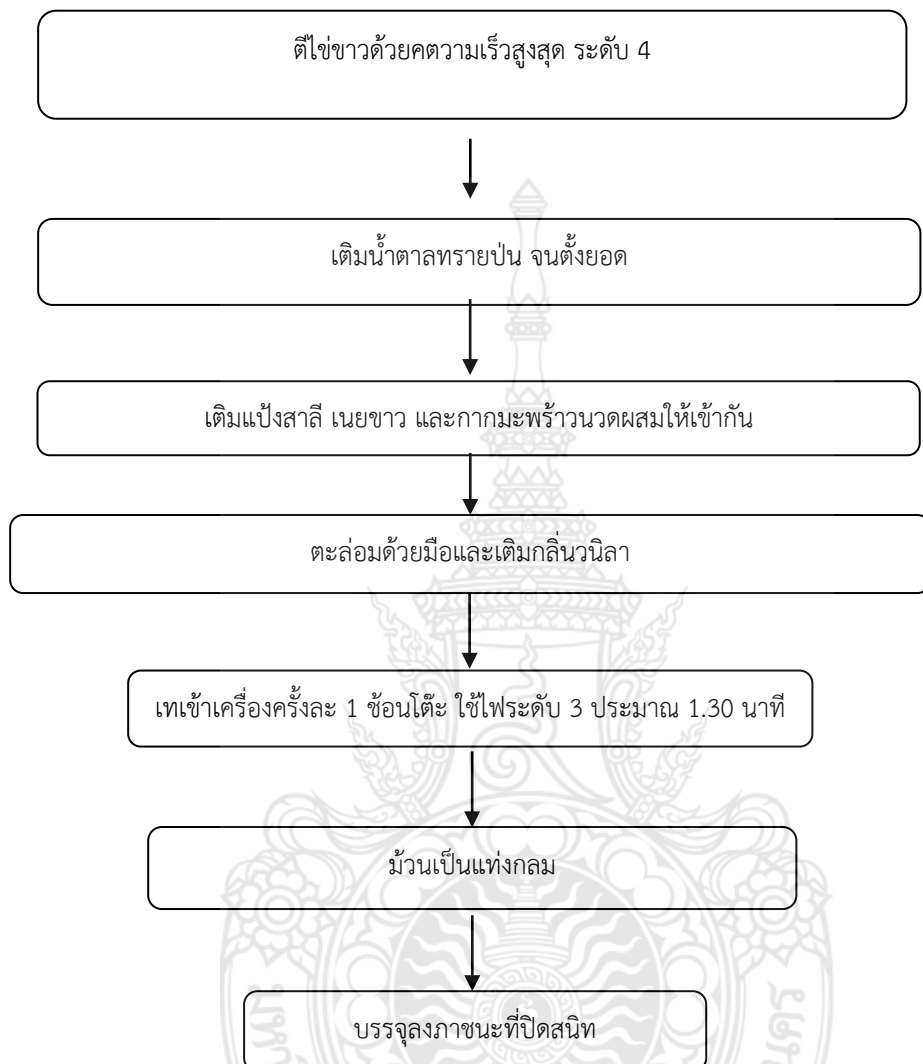 ตีไข่ขาวด้วยคตวามเร็วสูงสุด ระดับ 4
เติมน้ำตาลทรายป่น จนตั้งยอด
เติมแป้งสาลี เนยขาว และกากมะพร้าวนวดผสมให้เข้ากัน
ตะล่อมด้วยมือและเติมกลิ่นวนิลา
เทเข้าเครื่องครั้งละ 1 ช้อนโต๊ะ ใช้ไฟระดับ 3 ประมาณ 1.30 นาที
ม้วนเป็นแท่งกลม
บรรจุลงภาชนะที่ปิดสนิท